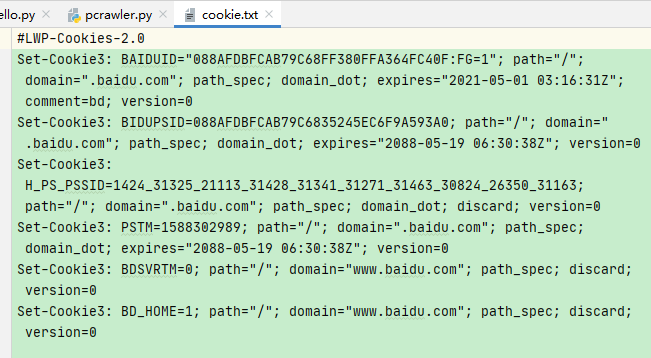 ello.py × pcrawler.py × cookie.txt ×
#LWP-Cookies-2.0
Set-Cookie3: BAIDUID="088AFDBFCAB79C68FF380FFA364FC40F:FG=1"; path="/";
domain=".baidu.com"; path_spec; domain_dot; expires="2021-05-01 03:16:31Z";
comment=bd; version=0
Set-Cookie3: BIDUPSID=088AFDBFCAB79C6835245EC6F9A593A0; path="/"; domain="
.baidu.com"; path_spec; domain_dot; expires="2088-05-19 06:30:38Z"; version=0
Set-Cookie3:
H_PS_PSSID=1424_31325_21113_31428_31341_31271_31463_30824_26350_31163;
path="/"; domain=".baidu.com"; path_spec; domain_dot; discard; version=0
Set-Cookie3: PSTM=1588302989; path="/"; domain=".baidu.com"; path_spec;
domain_dot; expires="2088-05-19 06:30:38Z"; version=0
Set-Cookie3: BDSVRTM=0; path="/"; domain="www.baidu.com"; path_spec; discard;
version=0
Set-Cookie3: BD_HOME=1; path="/"; domain="www.baidu.com"; path_spec; discard;
version=0